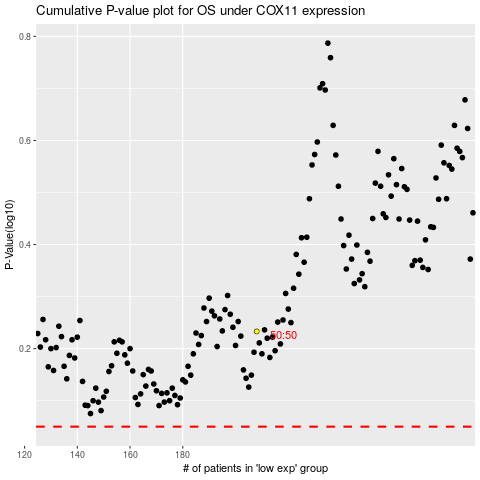 Cumulative P-value plot for OS under COX11 expression
P-Value(log10)
0.8
0.6
0.4
0.2
50:50
120 140 160 180
# of patients in 'low exp' group